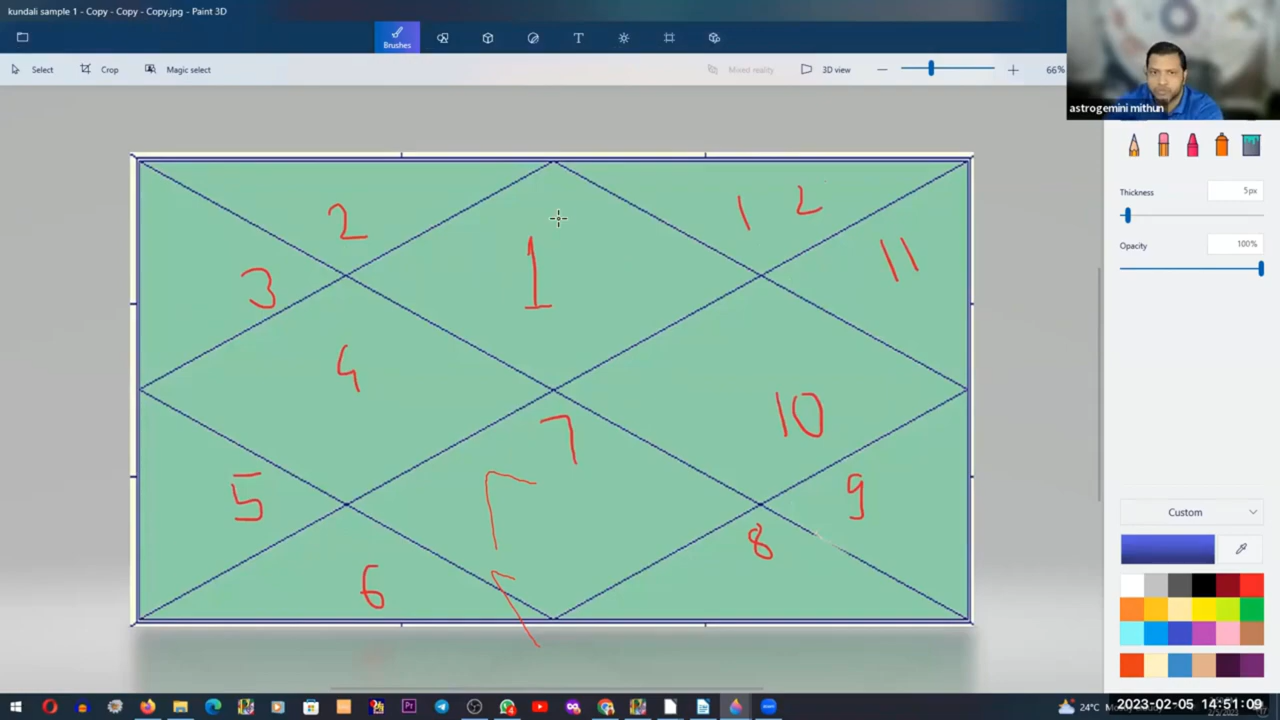 kundali sample 1 - Copy - Copy - Copy.jpg - Paint 3D
Brushes
Select
Crop
Magic select
Mixed reality
3D view
66%
astrogemini mithun
Thickness
5px
Opacity
100%
Custom
2
1
1 2
3
11
4
7
10
5
9
8
6
24°C
2023-02-05 14:51:09